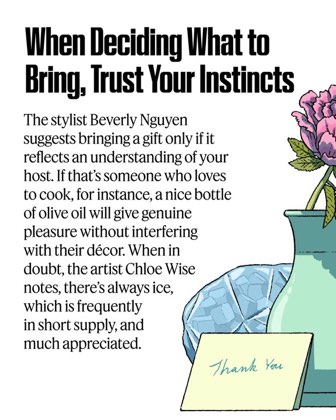 When Deciding What to
Bring, Trust Your Instincts
The stylist Beverly Nguyen
suggests bringing a gift only if it
reflects an understanding of your
host. If that's someone who loves
to cook, for instance, a nice bottle
of olive oil will give genuine
pleasure without interfering
with their décor. When in
doubt, the artist Chloe Wise
notes, there's always ice,
which is frequently
in short supply, and
much appreciated.
Thank You